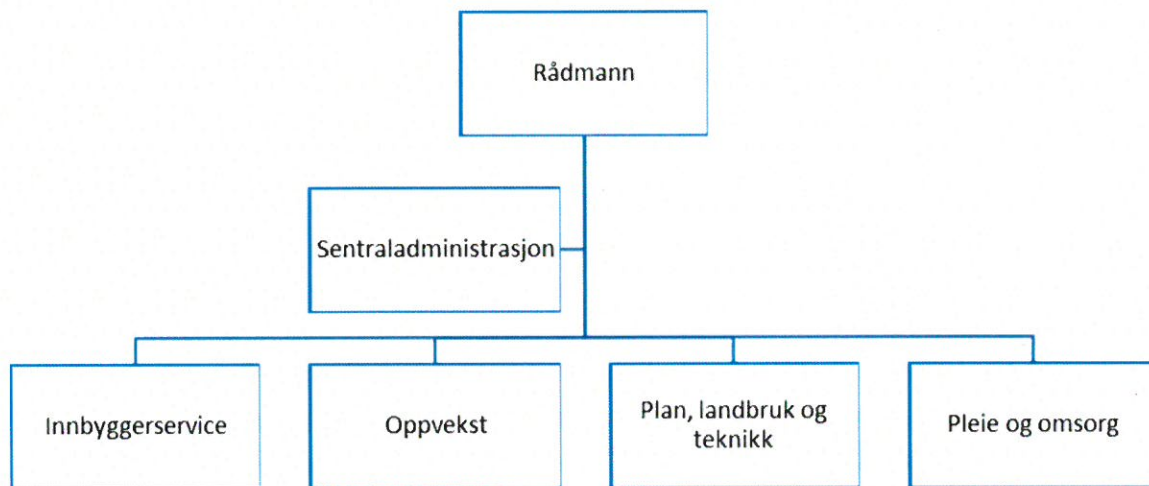 Rådmann
Sentraladministrasjon
Innbyggerservice
Oppvekst
Plan, landbruk og
teknikk
Pleie og omsorg